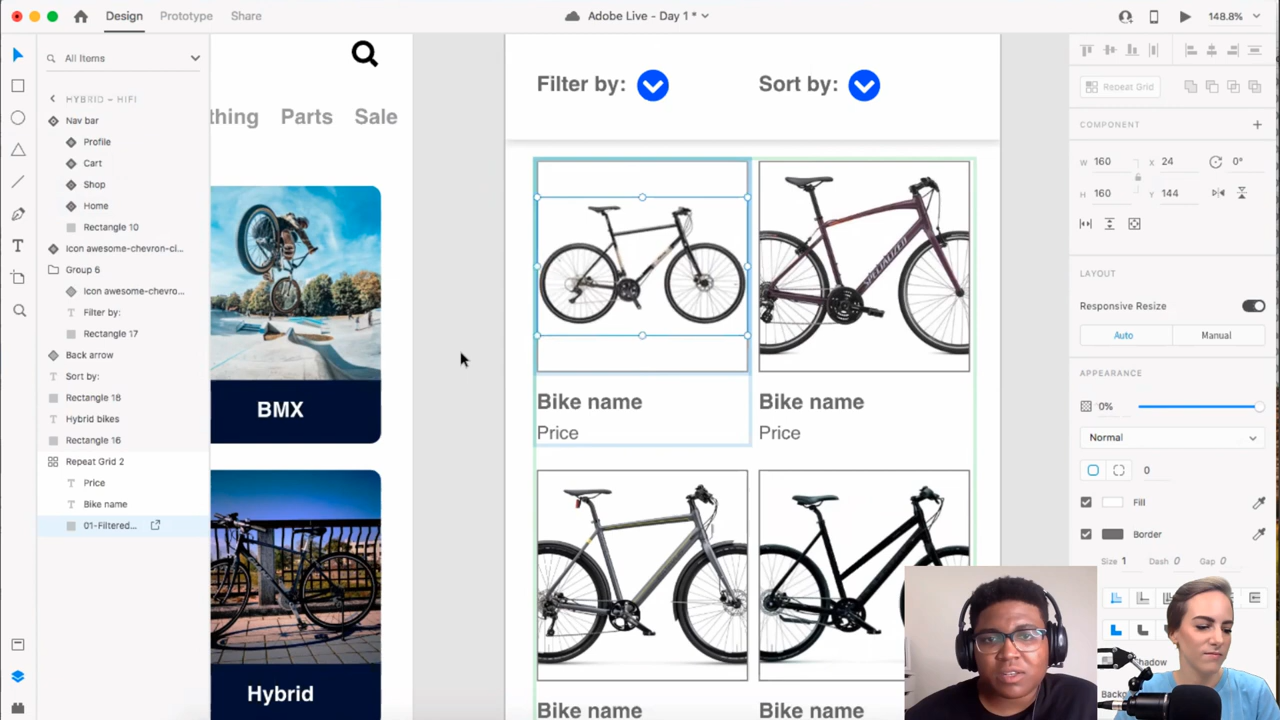 Design
Prototype
Share
Adobe Live - Day 1 *
148.8%
All Items
HYBRID – HIFI
Nav bar
Profile
Cart
Shop
Home
Rectangle 10
Icon awesome-chevron-ci...
Group 6
Icon awesome-chevro...
Filter by:
Rectangle 17
Back arrow
Sort by:
Rectangle 18
Hybrid bikes
Rectangle 16
Repeat Grid 2
Price
Bike name
01-Filtered...
thing
Parts
Sale
BMX
Hybrid
Filter by:
Sort by:
SPECIALIZED
Bike name
Price
Bike name
Price
Bike name
Bike name
Repeat Grid
COMPONENT
W 160
X 24
0°
H 160
Y 144
LAYOUT
Responsive Resize
Auto
Manual
APPEARANCE
0%
Normal
0
Fill
Border
Size 1
Dash 0
Gap 0